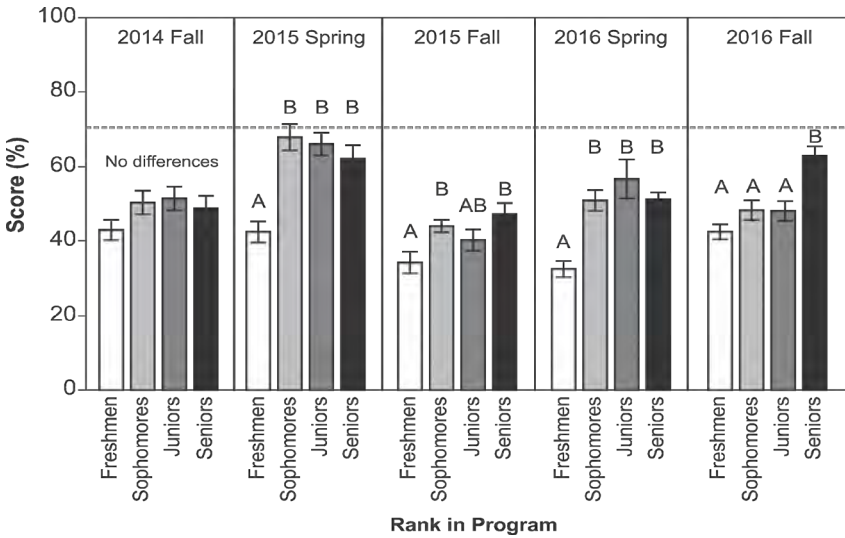 100
80
60
40
20
0
Score (%)
2014 Fall
2015 Spring
2015 Fall
2016 Spring
2016 Fall
No differences
A
B
B
B
A
B
AB
B
A
B
B
B
A
A
A
B
Freshmen
Sophomores
Juniors
Seniors
Freshmen
Sophomores
Juniors
Seniors
Freshmen
Sophomores
Juniors
Seniors
Freshmen
Sophomores
Juniors
Seniors
Freshmen
Sophomores
Juniors
Seniors
Rank in Program